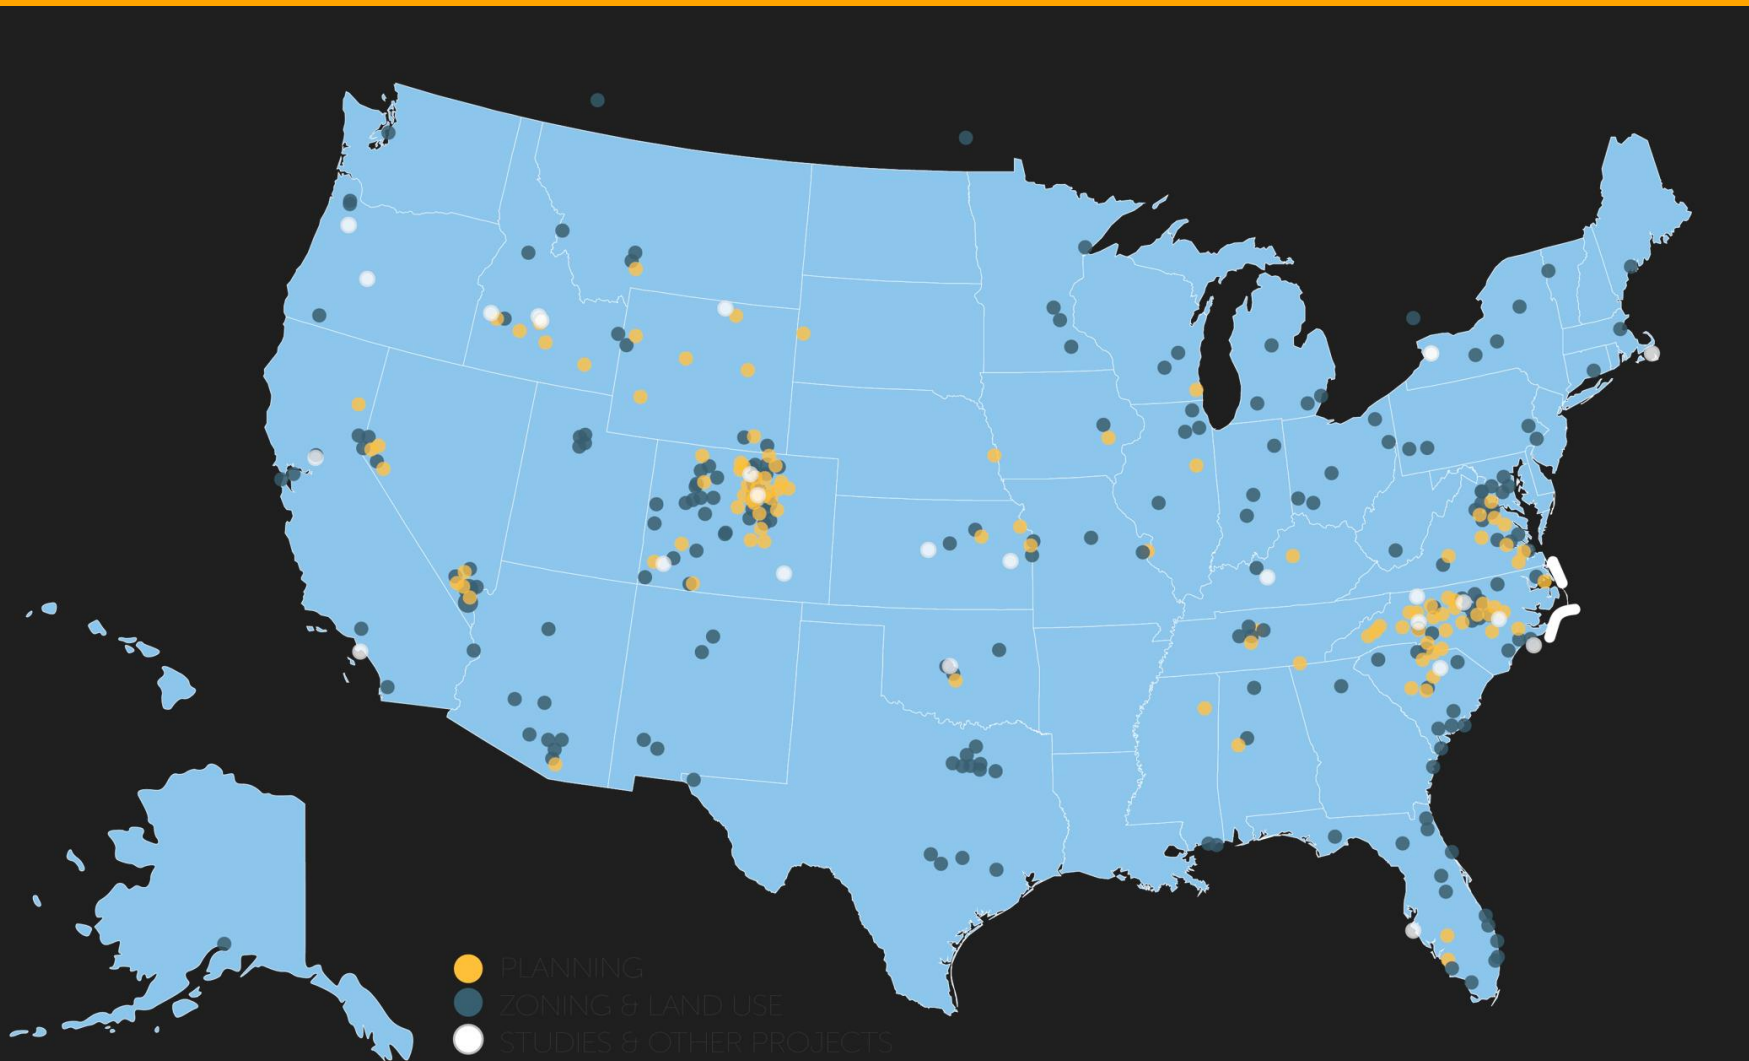 PLANNING
ZONING & LAND USE
STUDIES & OTHER PROJECTS